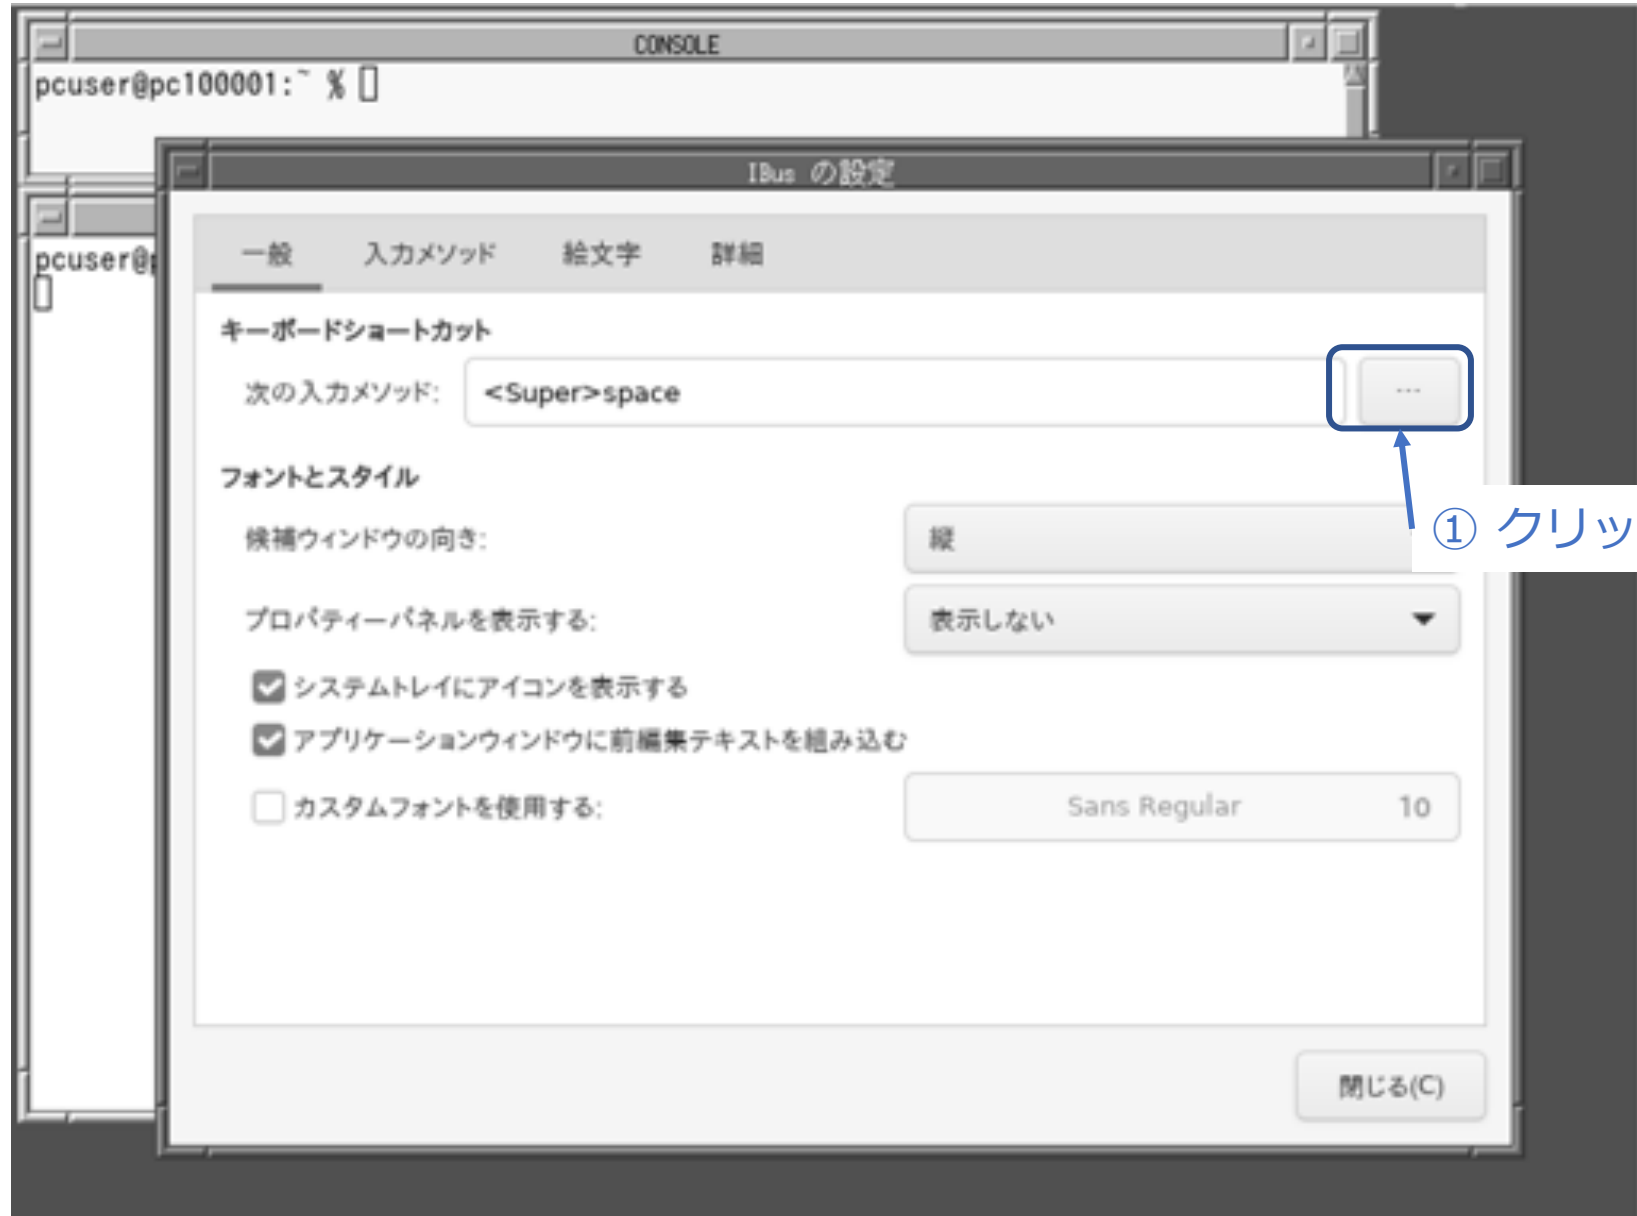 CONSOLE
pcuser@pc100001:~ %
IBus の設定
pcuser@
一般 入力メソッド 絵文字 詳細
キーボードショートカット
次の入力メソッド: <Super>space ...
フォントとスタイル
候補ウィンドウの向き: 縦
① クリッ
プロパティーパネルを表示する: 表示しない
システムトレイにアイコンを表示する
アプリケーションウィンドウに前編集テキストを組み込む
カスタムフォントを使用する: Sans Regular 10
閉じる(C)